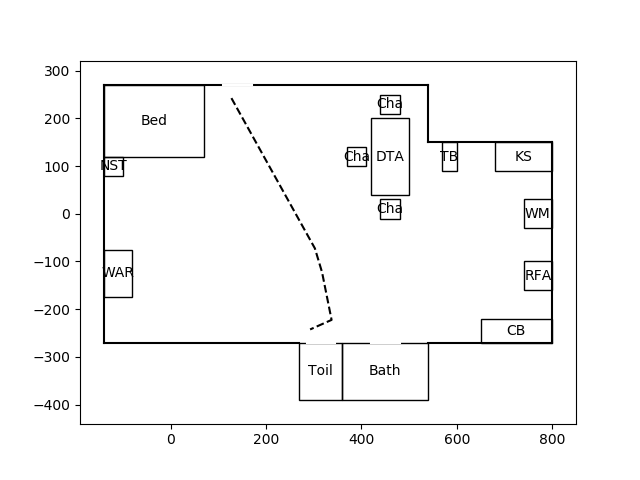 300
200
100
0
−100
−200
−300
−400
0
200
400
600
800
Bed
NST
WAR
Cha
Cha
DTA
Cha
TB
KS
WM
RFA
CB
Toil
Bath